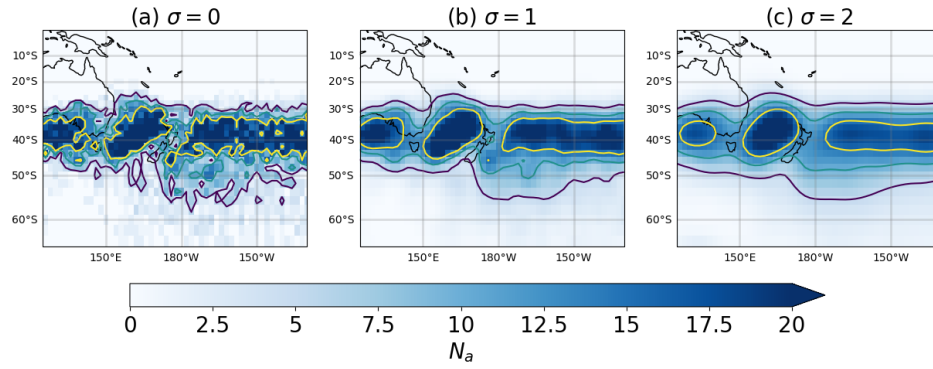 (a) σ = 0 (b) σ = 1 (c) σ = 2
10°S 10°S 10°S
20°S 20°S 20°S
30°S 30°S 30°S
40°S 40°S 40°S
50°S 50°S 50°S
60°S 60°S 60°S
150°E 180°W 150°W 150°E 180°W 150°W 150°E 180°W 150°W
0 2.5 5 7.5 10 12.5 15 17.5 20
Nₐ